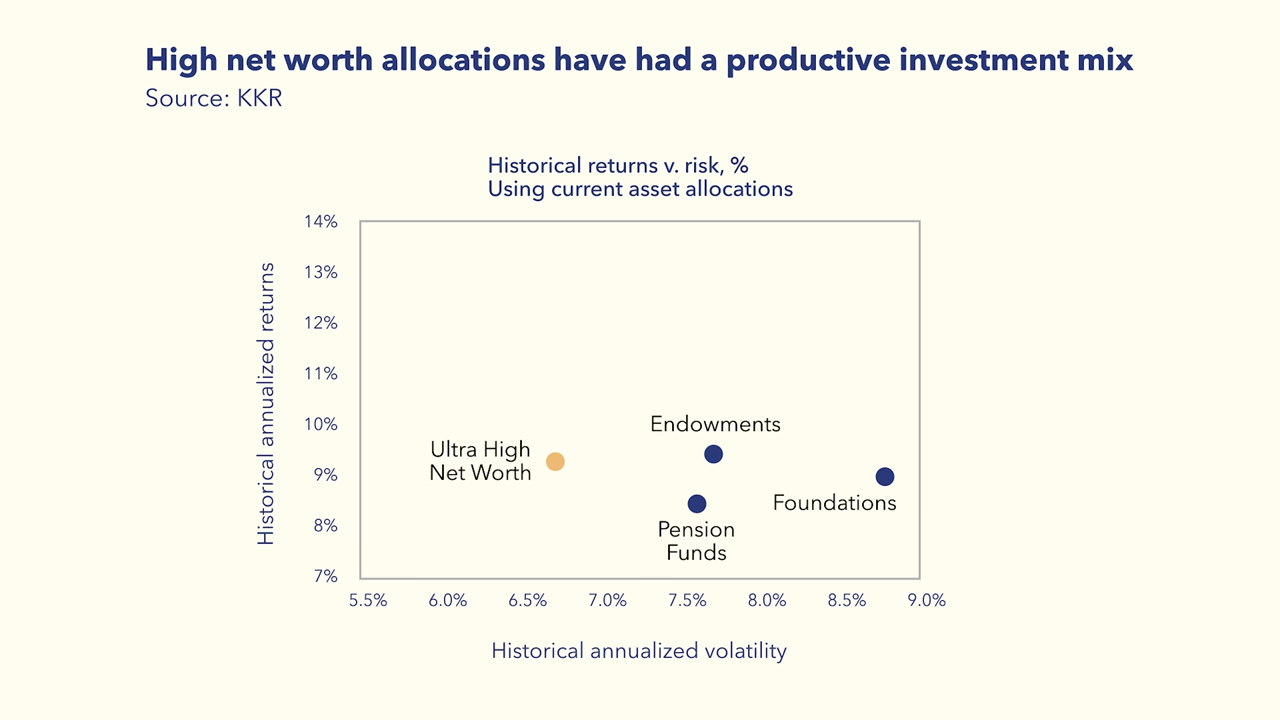 High net worth allocations have had a productive investment mix
Source: KKR
Historical returns v. risk, %
Using current asset allocations
Historical annualized returns
14%
13%
12%
11%
10%
9%
8%
7%
Ultra High
Net Worth
Endowments
Foundations
Pension
Funds
5.5% 6.0% 6.5% 7.0% 7.5% 8.0% 8.5% 9.0%
Historical annualized volatility